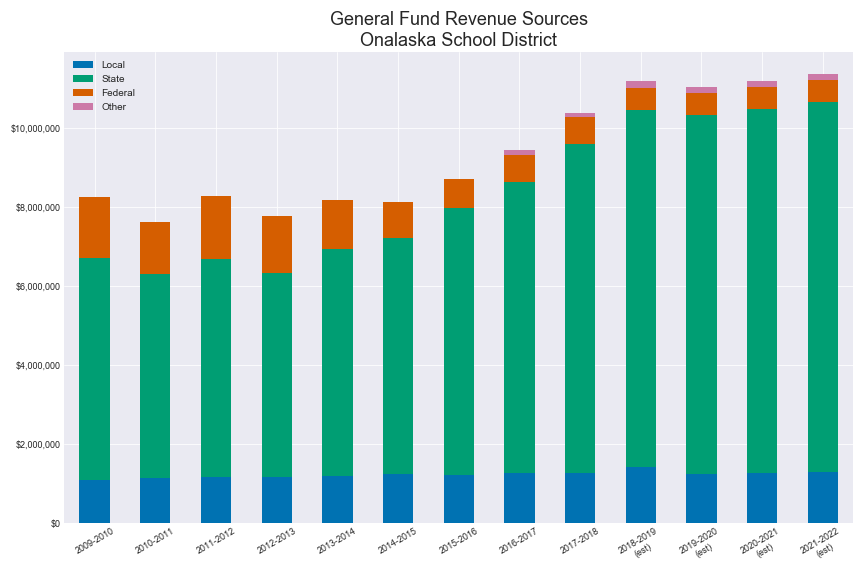 General Fund Revenue Sources
Onalaska School District
Local
State
Federal
Other
$10,000,000
$8,000,000
$6,000,000
$4,000,000
$2,000,000
$0
2009-2010
2010-2011
2011-2012
2012-2013
2013-2014
2014-2015
2015-2016
2016-2017
2017-2018
2018-2019
(est)
2019-2020
(est)
2020-2021
(est)
2021-2022
(est)